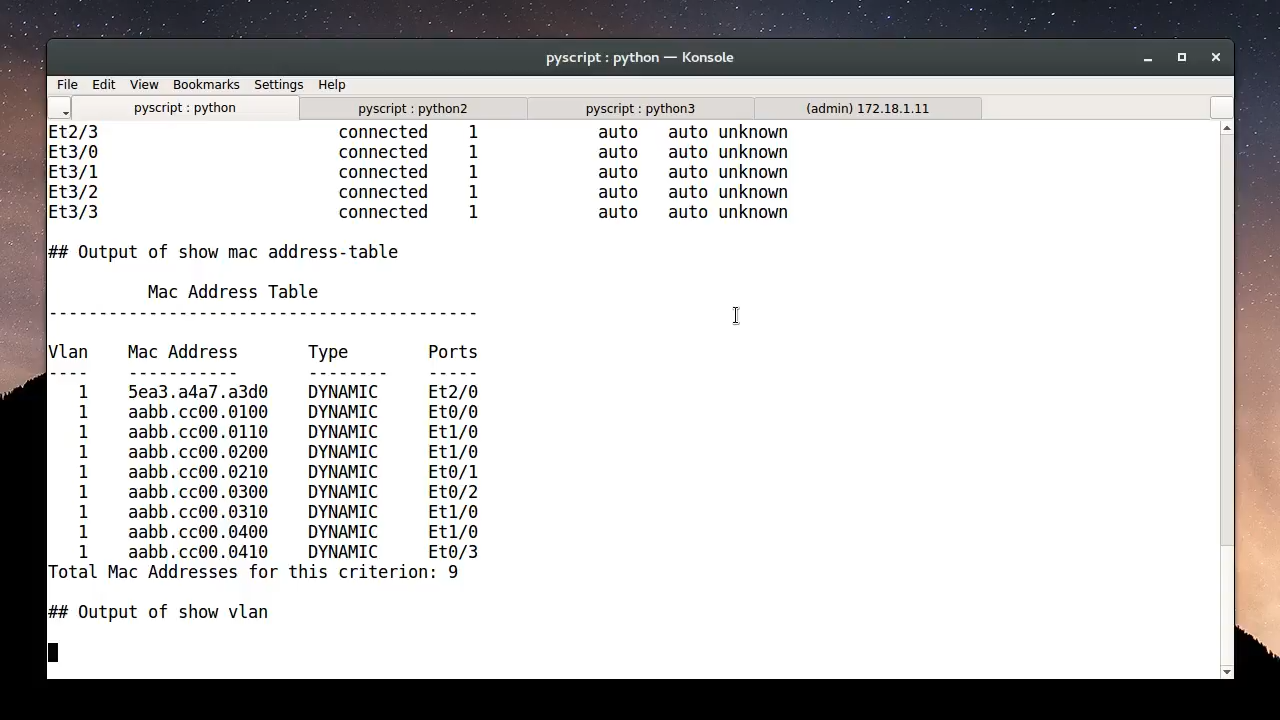 pyscript : python — Konsole
File Edit View Bookmarks Settings Help
pyscript : python pyscript : python2 pyscript : python3 (admin) 172.18.1.11
Et2/3 connected 1 auto auto unknown
Et3/0 connected 1 auto auto unknown
Et3/1 connected 1 auto auto unknown
Et3/2 connected 1 auto auto unknown
Et3/3 connected 1 auto auto unknown
## Output of show mac address-table
Mac Address Table
-------------------------------------------
Vlan Mac Address Type Ports
---- ----------- -------- -----
1 5ea3.a4a7.a3d0 DYNAMIC Et2/0
1 aabb.cc00.0100 DYNAMIC Et0/0
1 aabb.cc00.0110 DYNAMIC Et1/0
1 aabb.cc00.0200 DYNAMIC Et1/0
1 aabb.cc00.0210 DYNAMIC Et0/1
1 aabb.cc00.0300 DYNAMIC Et0/2
1 aabb.cc00.0310 DYNAMIC Et1/0
1 aabb.cc00.0400 DYNAMIC Et1/0
1 aabb.cc00.0410 DYNAMIC Et0/3
Total Mac Addresses for this criterion: 9
## Output of show vlan